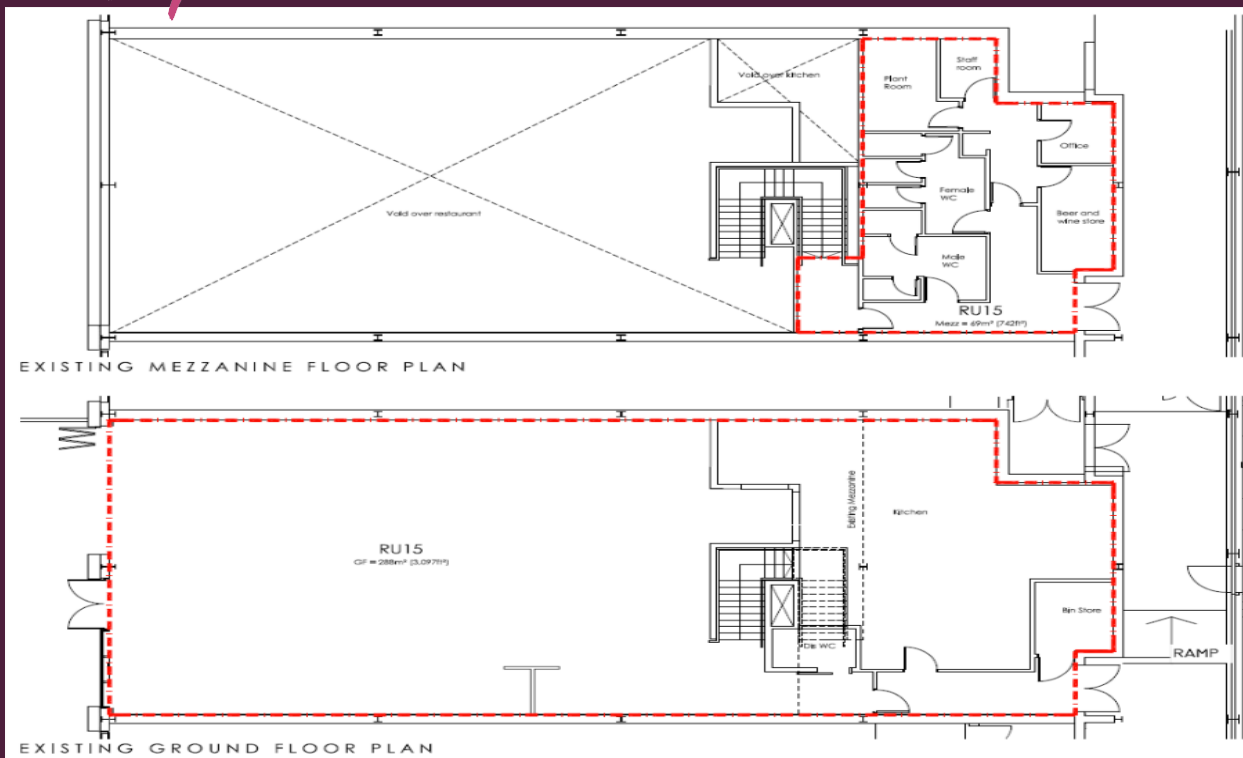 Void over kitchen
Plant
Room
Staff
room
Office
Female
WC
Beer and
wine store
Void over restaurant
Male
WC
RU15
Mezz = 69m² (742ft²)
EXISTING MEZZANINE FLOOR PLAN
Existing Mezzanine
Kitchen
RU15
GF = 288m² (3,097ft²)
Bin Store
Dis WC
RAMP
EXISTING GROUND FLOOR PLAN